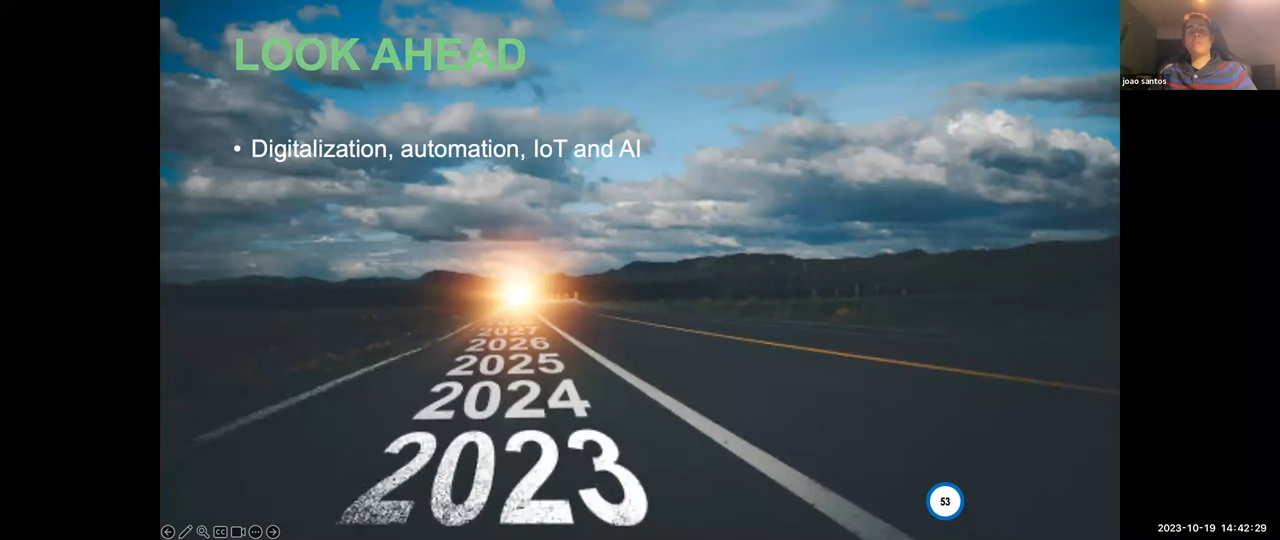 LOOK AHEAD
joao santos
• Digitalization, automation, IoT and AI
2027
2026
2025
2024
2023
53
CC
2023-10-19 14:42:29